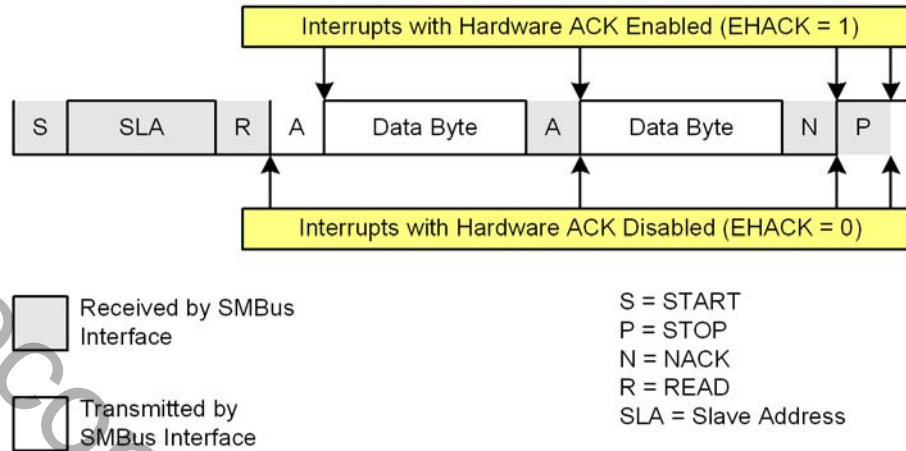 Interrupts with Hardware ACK Enabled (EHACK = 1)
S SLA R A Data Byte A Data Byte N P
Interrupts with Hardware ACK Disabled (EHACK = 0)
Received by SMBus
Interface
Transmitted by
SMBus Interface
S = START
P = STOP
N = NACK
R = READ
SLA = Slave Address